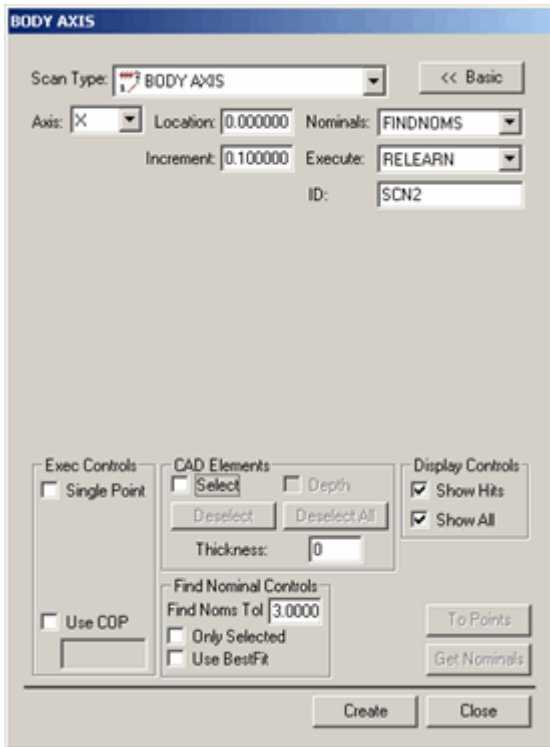 BODY AXIS
Scan Type: BODY AXIS << Basic
Axis: X Location: 0.000000 Nominals: FINDNOMS
Increment: 0.100000 Execute: RELEARN
ID: SCN2
Exec Controls
Single Point
Use COP
CAD Elements
Select Depth
Deselect Deselect All
Thickness: 0
Display Controls
Show Hits
Show All
Find Nominal Controls
Find Noms Tol 3.0000
Only Selected
Use BestFit
To Points
Get Nominals
Create Close